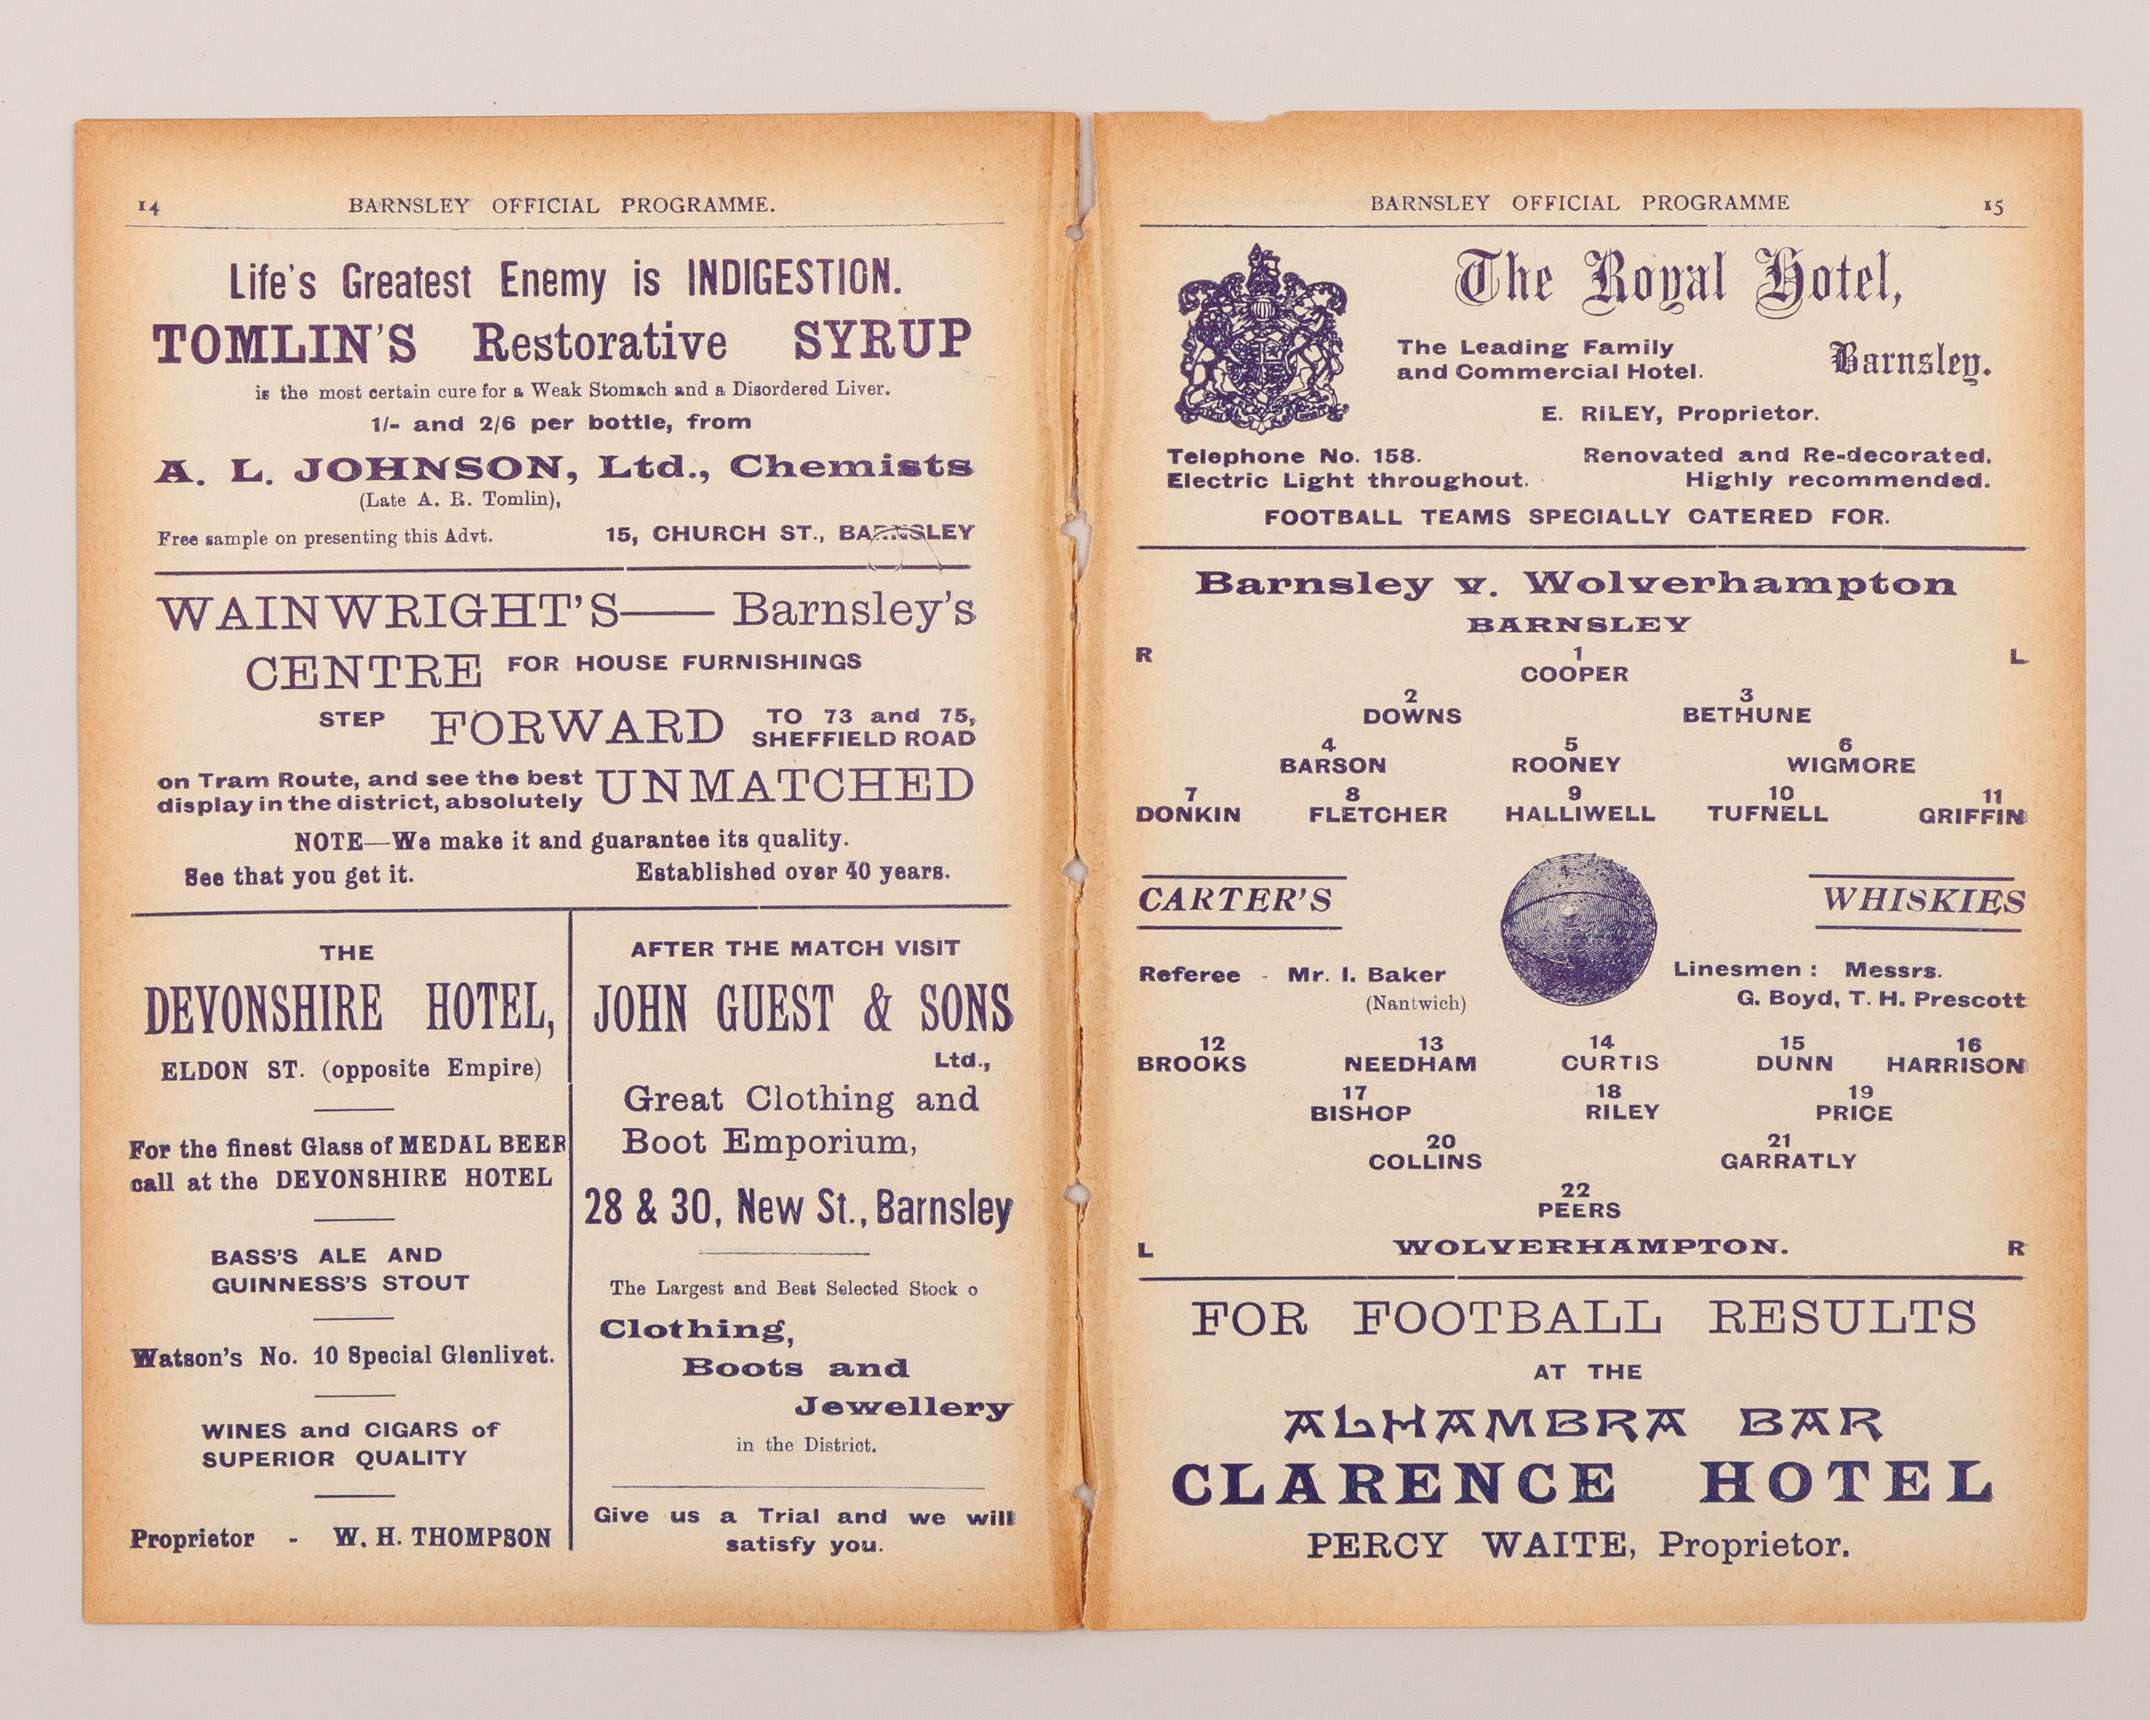 14 BARNSLEY OFFICIAL PROGRAMME.
Life's Greatest Enemy is INDIGESTION.
TOMLIN'S Restorative SYRUP
is the most certain cure for a Weak Stomach and a Disordered Liver.
1/- and 2/6 per bottle, from
A. L. JOHNSON, Ltd., Chemists
(Late A. R. Tomlin),
Free sample on presenting this Advt. 15, CHURCH ST., BARNSLEY
WAINWRIGHT'S—— Barnsley's
CENTRE FOR HOUSE FURNISHINGS
STEP FORWARD TO 73 and 75,
SHEFFIELD ROAD
on Tram Route, and see the best
display in the district, absolutely UNMATCHED
NOTE—We make it and guarantee its quality.
See that you get it. Established over 40 years.
THE
DEVONSHIRE HOTEL,
ELDON ST. (opposite Empire)
For the finest Glass of MEDAL BEER
call at the DEVONSHIRE HOTEL
BASS'S ALE AND
GUINNESS'S STOUT
Watson's No. 10 Special Glenlivet.
WINES and CIGARS of
SUPERIOR QUALITY
Proprietor - W. H. THOMPSON
AFTER THE MATCH VISIT
JOHN GUEST & SONS
Ltd.,
Great Clothing and
Boot Emporium,
28 & 30, New St., Barnsley
The Largest and Best Selected Stock o
Clothing,
Boots and
Jewellery
in the District.
Give us a Trial and we will
satisfy you.
BARNSLEY OFFICIAL PROGRAMME 15
The Royal Hotel,
The Leading Family
and Commercial Hotel.
Barnsley.
E. RILEY, Proprietor.
Telephone No. 158. Renovated and Re-decorated.
Electric Light throughout. Highly recommended.
FOOTBALL TEAMS SPECIALLY CATERED FOR.
Barnsley v. Wolverhampton
BARNSLEY
R 1 L
COOPER
2 3
DOWNS BETHUNE
4 5 6
BARSON ROONEY WIGMORE
7 8 9 10 11
DONKIN FLETCHER HALLIWELL TUFNELL GRIFFIN
CARTER'S WHISKIES
Referee - Mr. I. Baker
(Nantwich)
Linesmen : Messrs.
G. Boyd, T. H. Prescott
12 13 14 15 16
BROOKS NEEDHAM CURTIS DUNN HARRISON
17 18 19
BISHOP RILEY PRICE
20 21
COLLINS GARRATLY
22
PEERS
L WOLVERHAMPTON. R
FOR FOOTBALL RESULTS
AT THE
ALHAMBRA BAR
CLARENCE HOTEL
PERCY WAITE, Proprietor.